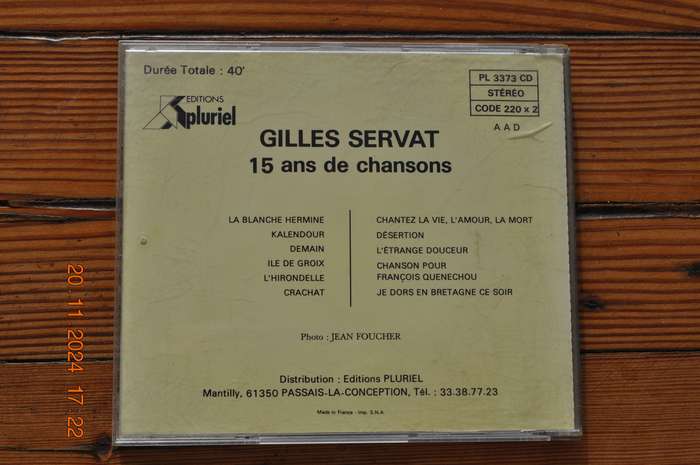 Durée Totale : 40'
PL 3373 CD
STÉRÉO
CODE 220 x 2
A A D
EDITIONS
pluriel
GILLES SERVAT
15 ans de chansons
LA BLANCHE HERMINE
KALENDOUR
DEMAIN
ILE DE GROIX
L'HIRONDELLE
CRACHAT
CHANTEZ LA VIE, L'AMOUR, LA MORT
DÉSERTION
L'ÉTRANGE DOUCEUR
CHANSON POUR
FRANÇOIS QUENECHOU
JE DORS EN BRETAGNE CE SOIR
Photo : JEAN FOUCHER
Distribution : Editions PLURIEL
Mantilly, 61350 PASSAIS-LA-CONCEPTION, Tél. : 33.38.77.23
Made in France - Imp. S.N.A.
20.11.2024 17:22